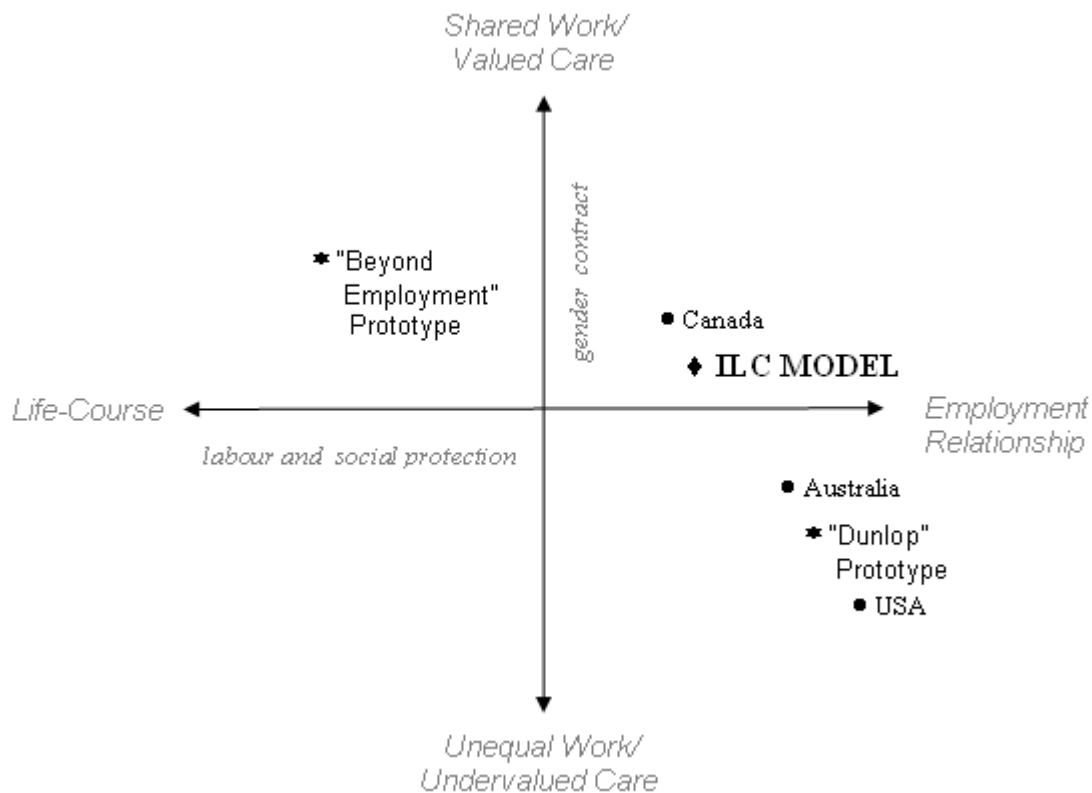 Shared Work/
Valued Care
gender contract
"Beyond
Employment"
Prototype
Canada
ILC MODEL
Life-Course
Employment
Relationship
labour and social protection
Australia
"Dunlop"
Prototype
USA
Unequal Work/
Undervalued Care